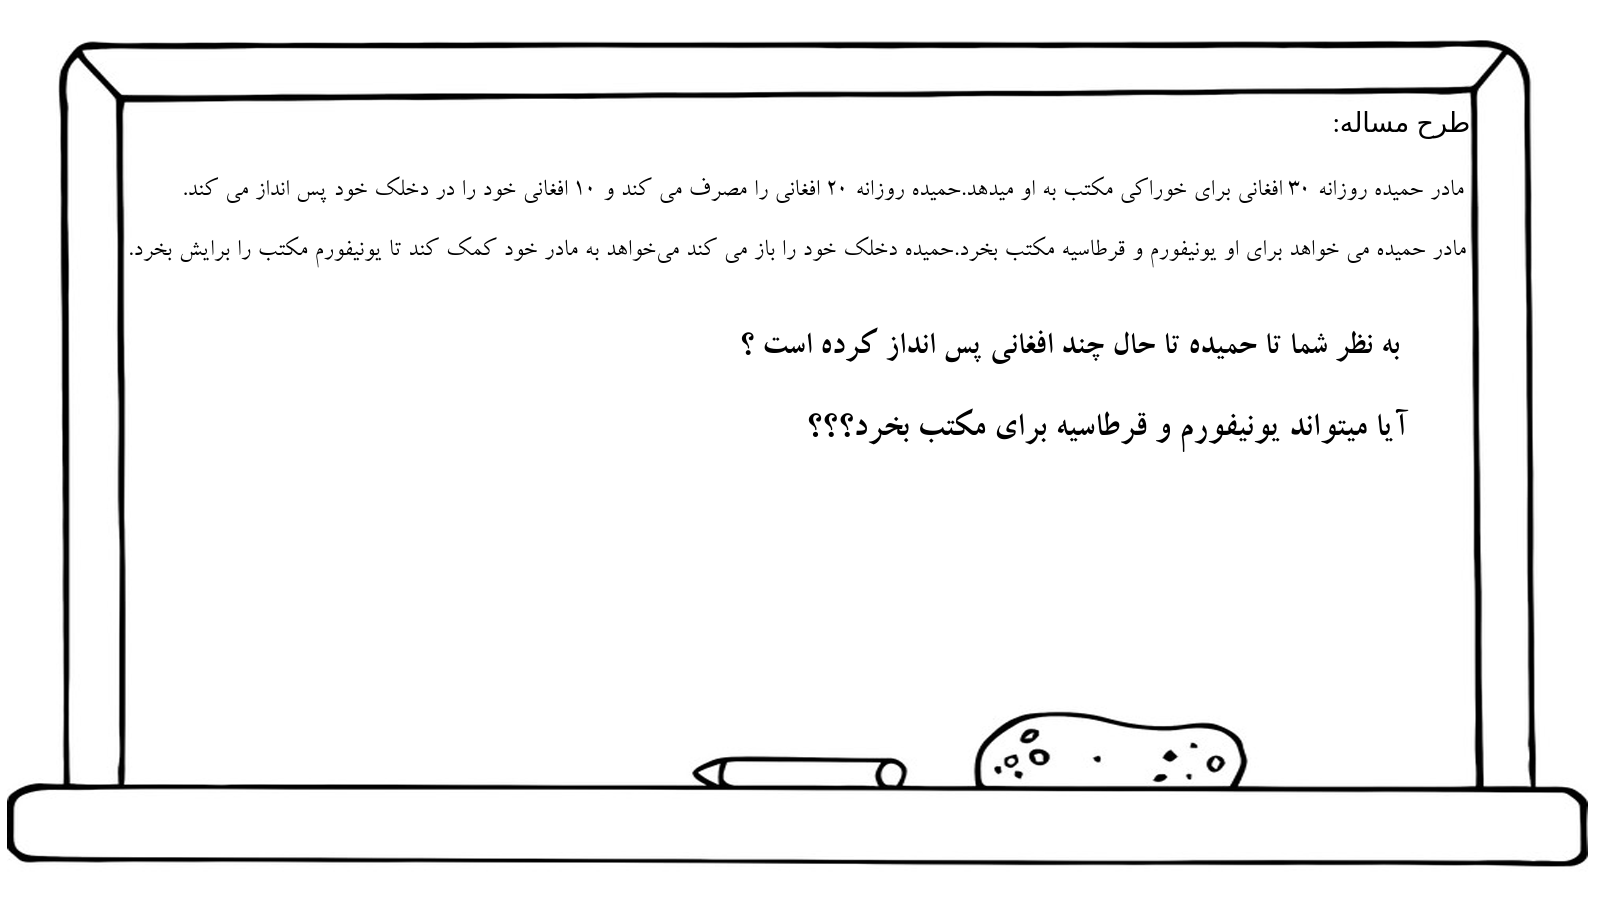 طرح مساله:
مادر حمیده روزانه ۳۰ افغانی برای خوراکی مکتب به او میدهد.حمیده روزانه ۲۰ افغانی را مصرف می کند و ۱۰ افغانی خود را در دخلک خود پس انداز می کند.
مادر حمیده می خواهد برای او یونیفورم و قرطاسیه مکتب بخرد.حمیده دخلک خود را باز می کند می‌خواهد به مادر خود کمک کند تا یونیفورم مکتب را برایش بخرد.
به نظر شما تا حمیده تا حال چند افغانی پس انداز کرده است ؟
آیا میتواند یونیفورم و قرطاسیه برای مکتب بخرد؟؟؟